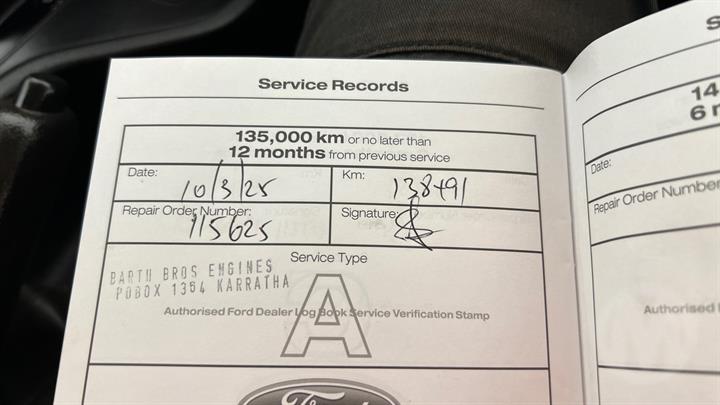 Service Records
135,000 km or no later than
12 months from previous service
Date:
10/3/25
Km:
138491
Repair Order Number:
115625
Signature:
Service Type
BARTH BROS ENGINES
POBOX 1364 KARRATHA
A
Authorised Ford Dealer Log Book Service Verification Stamp
Ford
S
14
6
Date:
Repair Order Number
Authorised